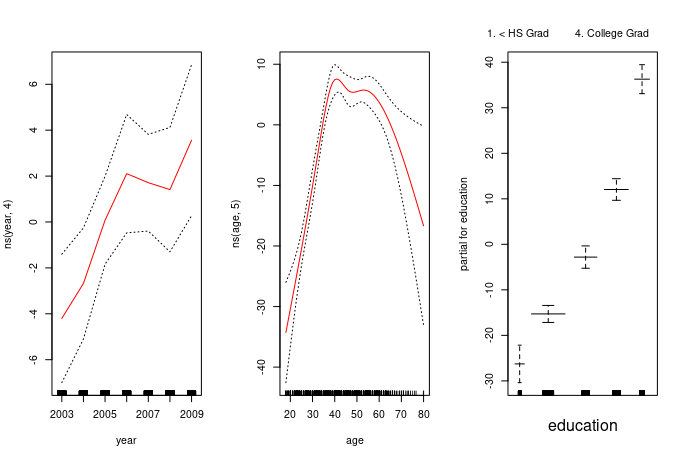 1. < HS Grad 4. College Grad
ns(year, 4)
6
4
2
0
-2
-4
-6
2003 2005 2007 2009
year
ns(age, 5)
10
0
-10
-20
-30
-40
20 30 40 50 60 70 80
age
partial for education
40
30
20
10
0
-10
-20
-30
education